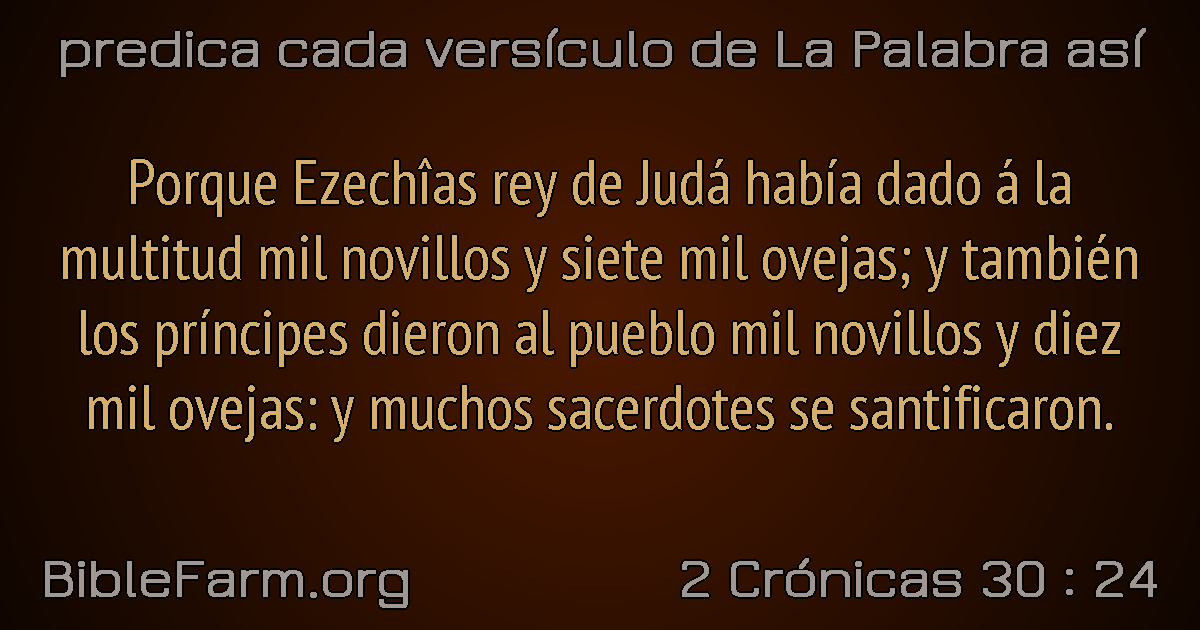 predica cada versículo de La Palabra así
Porque Ezechîas rey de Judá había dado á la
multitud mil novillos y siete mil ovejas; y también
los príncipes dieron al pueblo mil novillos y diez
mil ovejas: y muchos sacerdotes se santificaron.
BibleFarm.org
2 Crónicas 30 : 24